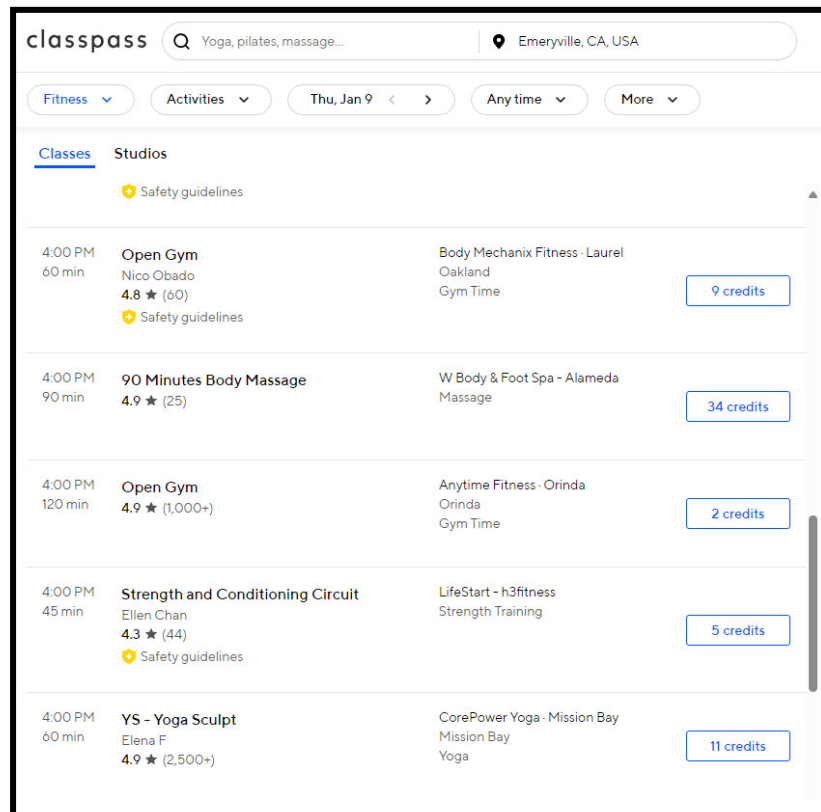 classpass
Yoga, pilates, massage...
Emeryville, CA, USA
Fitness
Activities
Thu, Jan 9
Any time
More
Classes
Studios
Safety guidelines
4:00 PM
60 min
Open Gym
Nico Obado
4.8 ★ (60)
Safety guidelines
Body Mechanix Fitness · Laurel
Oakland
Gym Time
9 credits
4:00 PM
90 min
90 Minutes Body Massage
4.9 ★ (25)
W Body & Foot Spa - Alameda
Massage
34 credits
4:00 PM
120 min
Open Gym
4.9 ★ (1,000+)
Anytime Fitness · Orinda
Orinda
Gym Time
2 credits
4:00 PM
45 min
Strength and Conditioning Circuit
Ellen Chan
4.3 ★ (44)
Safety guidelines
LifeStart - h3fitness
Strength Training
5 credits
4:00 PM
60 min
YS - Yoga Sculpt
Elena F
4.9 ★ (2,500+)
CorePower Yoga · Mission Bay
Mission Bay
Yoga
11 credits